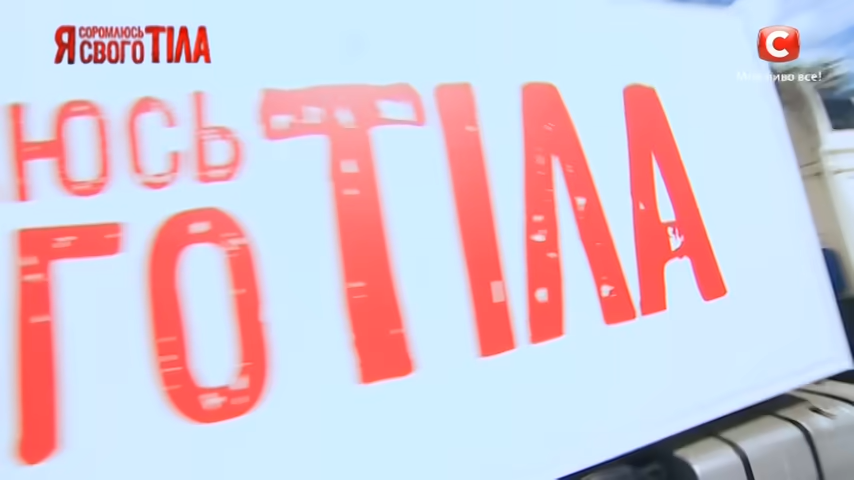 Я СОРОМЛЮСЬ
СВОГО ТІЛА
С
Можливо все!
ЮСЬ
ГО ТІЛА